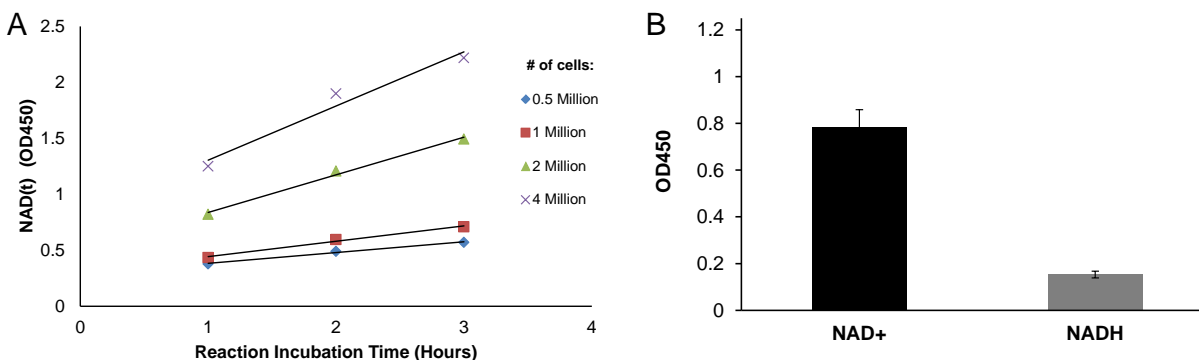 A
NAD(t) (OD450)
2.5
2
1.5
1
0.5
0
0
1
2
3
4
Reaction Incubation Time (Hours)
# of cells:
0.5 Million
1 Million
2 Million
4 Million
B
OD450
1.2
1
0.8
0.6
0.4
0.2
0
NAD+
NADH